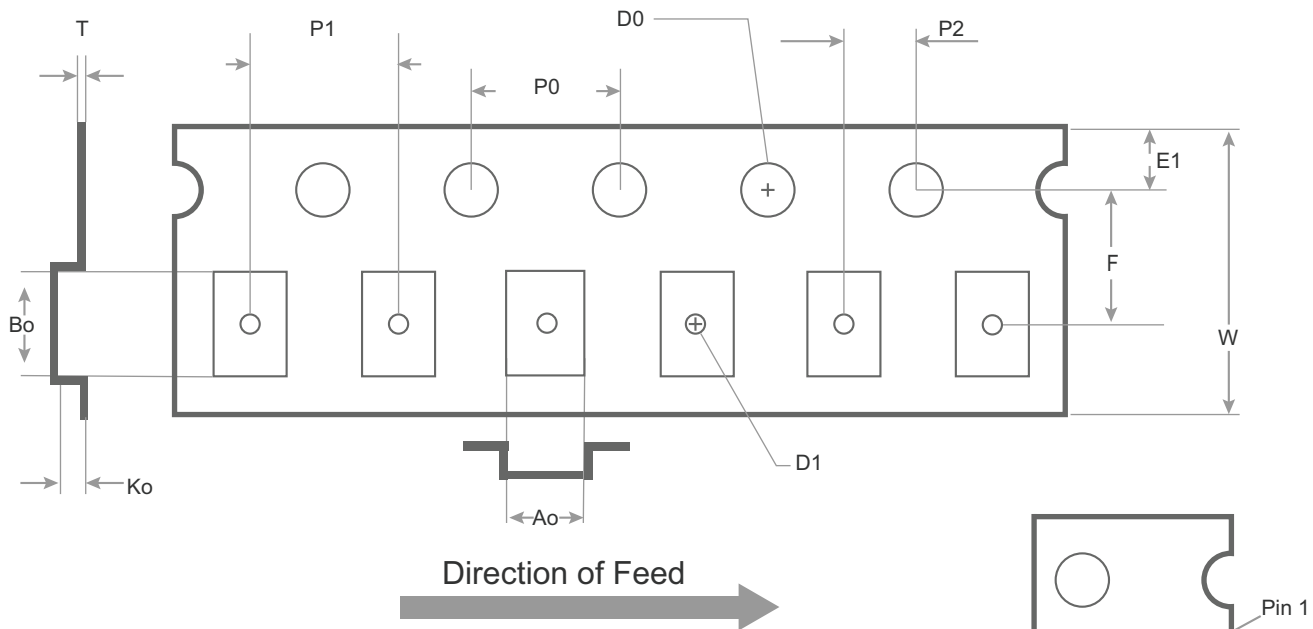 T
P1
D0
P2
P0
E1
F
Bo
W
D1
Ko
Ao
Direction of Feed
Pin 1